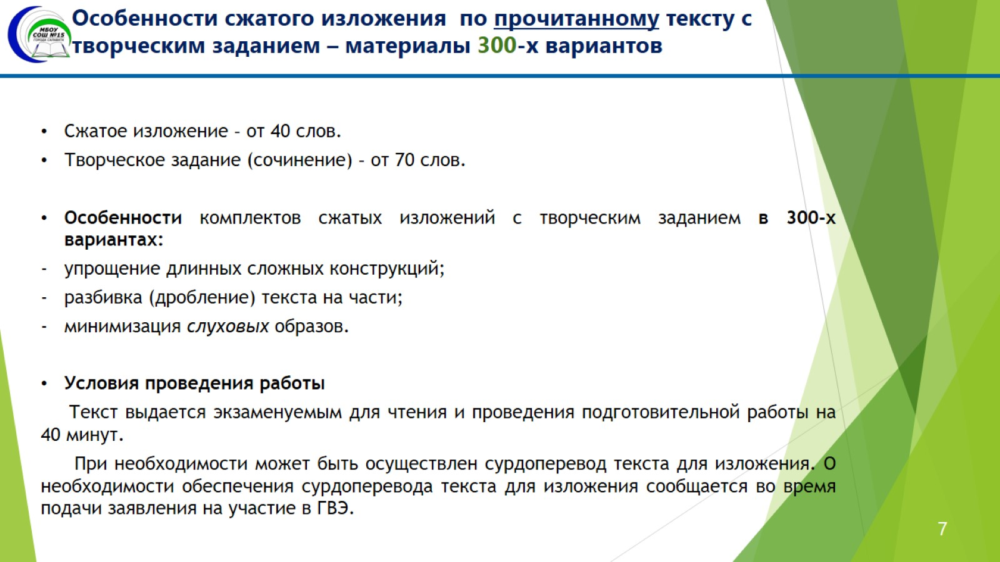 Особенности сжатого изложения по прочитанному тексту с
творческим заданием – материалы 300-х вариантов
МБОУ
СОШ №15
ГОРОДА САЛАВАТА
• Сжатое изложение - от 40 слов.
• Творческое задание (сочинение) - от 70 слов.
• Особенности комплектов сжатых изложений с творческим заданием в 300-х
вариантах:
- упрощение длинных сложных конструкций;
- разбивка (дробление) текста на части;
- минимизация слуховых образов.
• Условия проведения работы
Текст выдается экзаменуемым для чтения и проведения подготовительной работы на
40 минут.
При необходимости может быть осуществлен сурдоперевод текста для изложения. О
необходимости обеспечения сурдоперевода текста для изложения сообщается во время
подачи заявления на участие в ГВЭ.
7